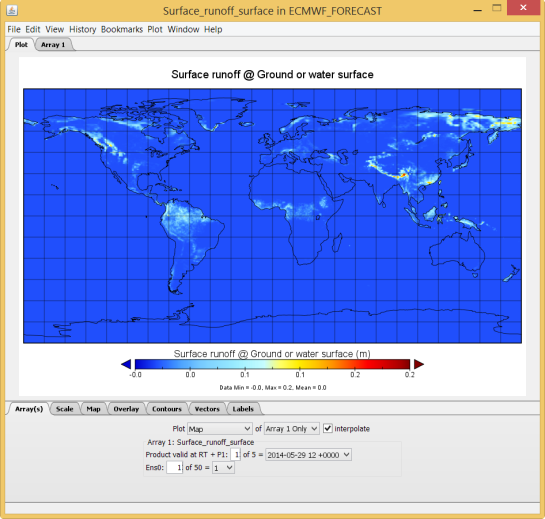 Surface_runoff_surface in ECMWF_FORECAST
File Edit View History Bookmarks Plot Window Help
Plot Array 1
Surface runoff @ Ground or water surface
Surface runoff @ Ground or water surface (m)
-0.0 0.0 0.1 0.1 0.2 0.2
Data Min = -0.0, Max = 0.2, Mean = 0.0
Array(s) Scale Map Overlay Contours Vectors Labels
Plot Map of Array 1 Only interpolate
Array 1: Surface_runoff_surface
Product valid at RT + P1: 1 of 5 = 2014-05-29 12 +0000
Ens0: 1 of 50 = 1